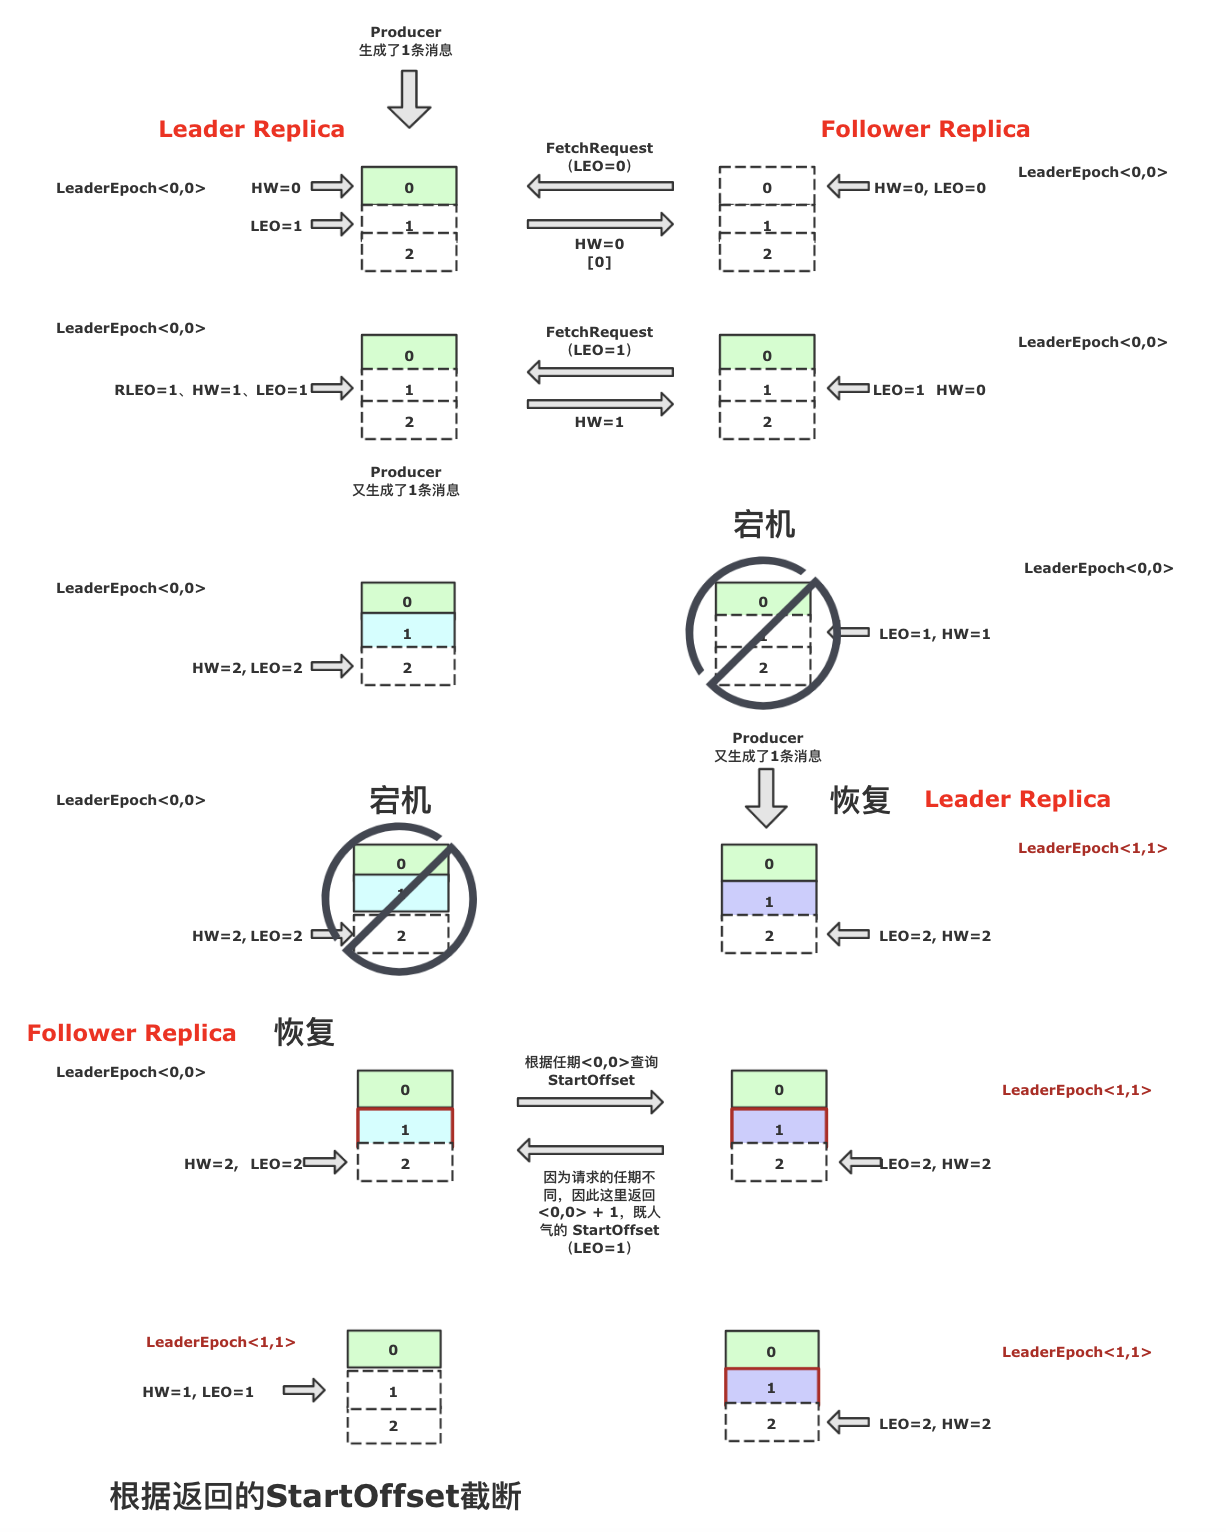 Producer
生成了1条消息
Leader Replica
Follower Replica
FetchRequest
（LEO=0）
LeaderEpoch<0,0>
HW=0
0
0
HW=0, LEO=0
LeaderEpoch<0,0>
LEO=1
1
1
HW=0
[0]
2
2
LeaderEpoch<0,0>
FetchRequest
（LEO=1）
LeaderEpoch<0,0>
0
0
RLEO=1、HW=1、LEO=1
1
1
LEO=1 HW=0
HW=1
2
2
Producer
又生成了1条消息
宕机
LeaderEpoch<0,0>
LeaderEpoch<0,0>
0
0
1
1
LEO=1, HW=1
HW=2, LEO=2
2
2
Producer
又生成了1条消息
LeaderEpoch<0,0>
宕机
恢复
Leader Replica
LeaderEpoch<1,1>
0
0
1
1
HW=2, LEO=2
2
2
LEO=2, HW=2
Follower Replica
恢复
LeaderEpoch<0,0>
根据任期<0,0>查询
StartOffset
LeaderEpoch<1,1>
0
0
1
1
HW=2, LEO=2
2
2
LEO=2, HW=2
因为请求的任期不
同，因此这里返回
<0,0> + 1，既人
气的 StartOffset
（LEO=1）
LeaderEpoch<1,1>
LeaderEpoch<1,1>
0
0
HW=1, LEO=1
1
1
2
2
LEO=2, HW=2
根据返回的StartOffset截断